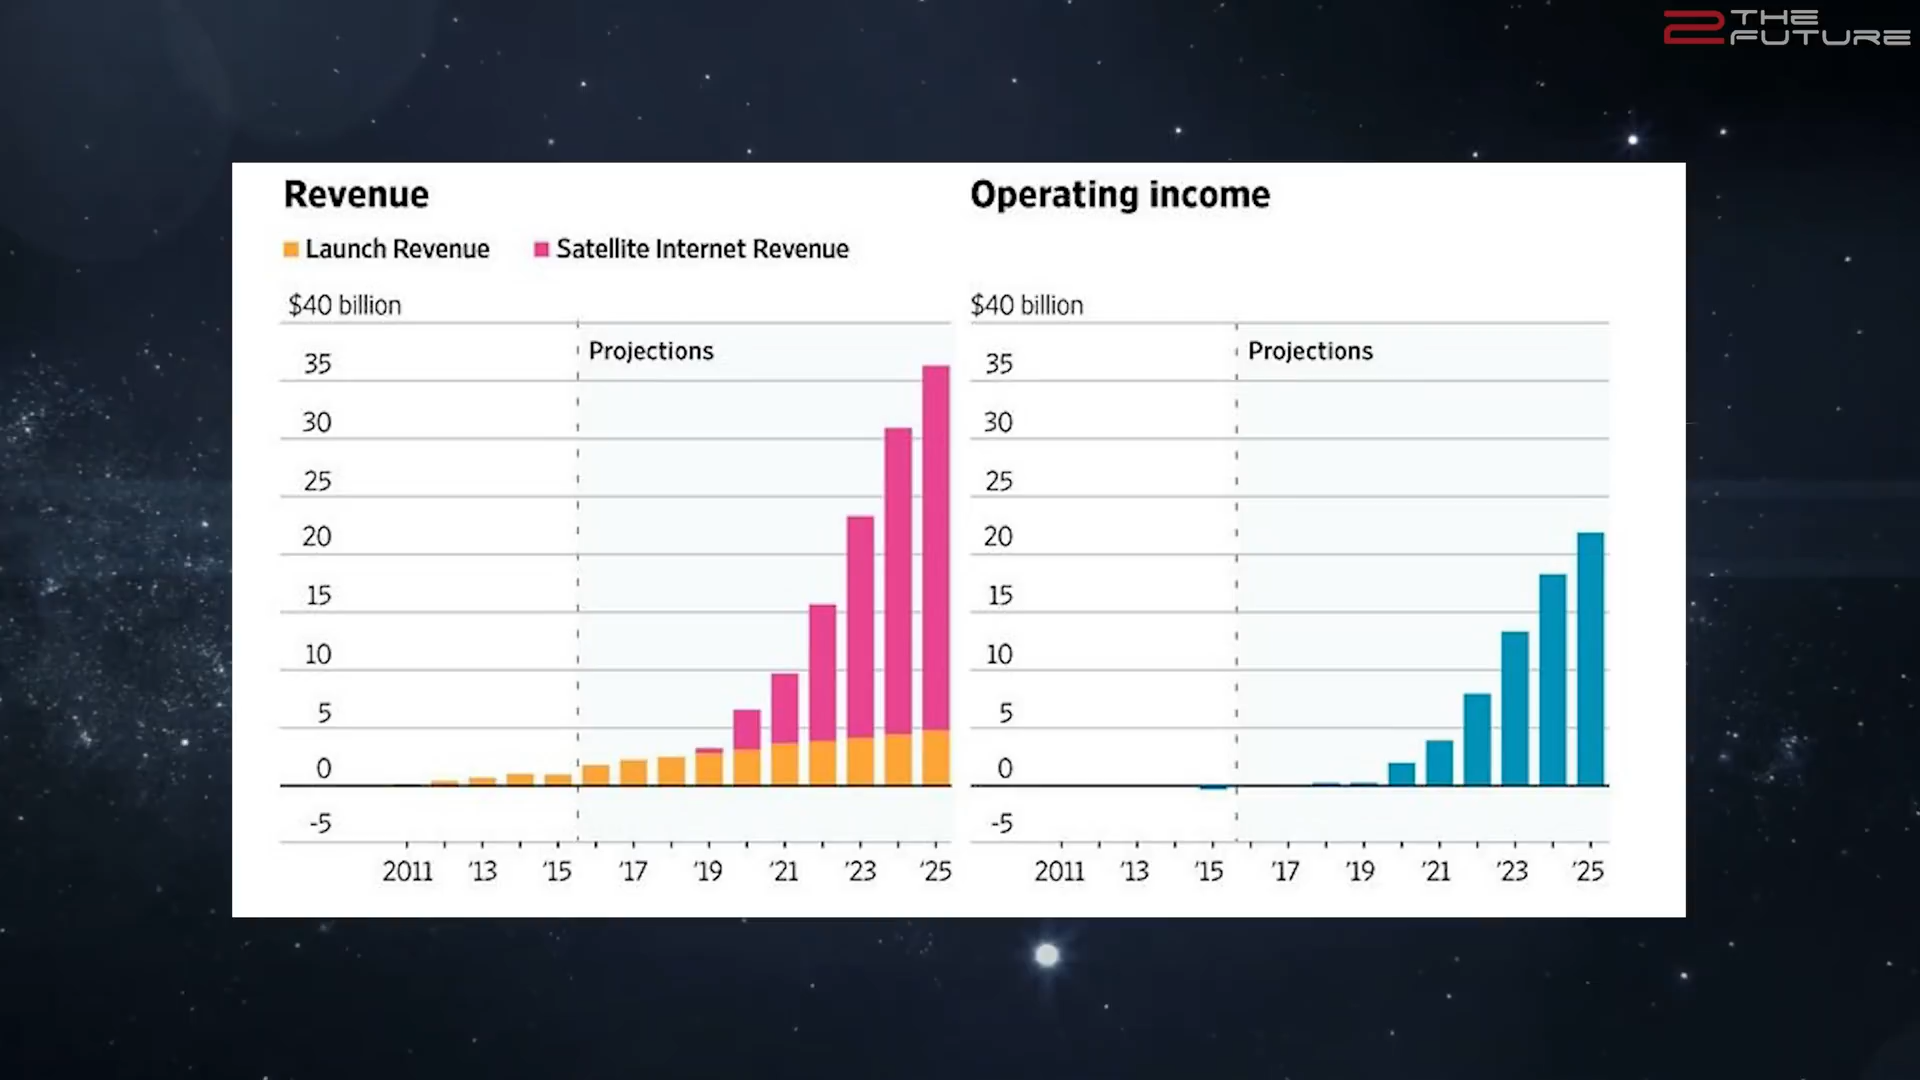 2 THE FUTURE
Revenue
Launch Revenue
Satellite Internet Revenue
$40 billion
Projections
35
30
25
20
15
10
5
0
-5
2011 '13 '15 '17 '19 '21 '23 '25
Operating income
$40 billion
Projections
35
30
25
20
15
10
5
0
-5
2011 '13 '15 '17 '19 '21 '23 '25